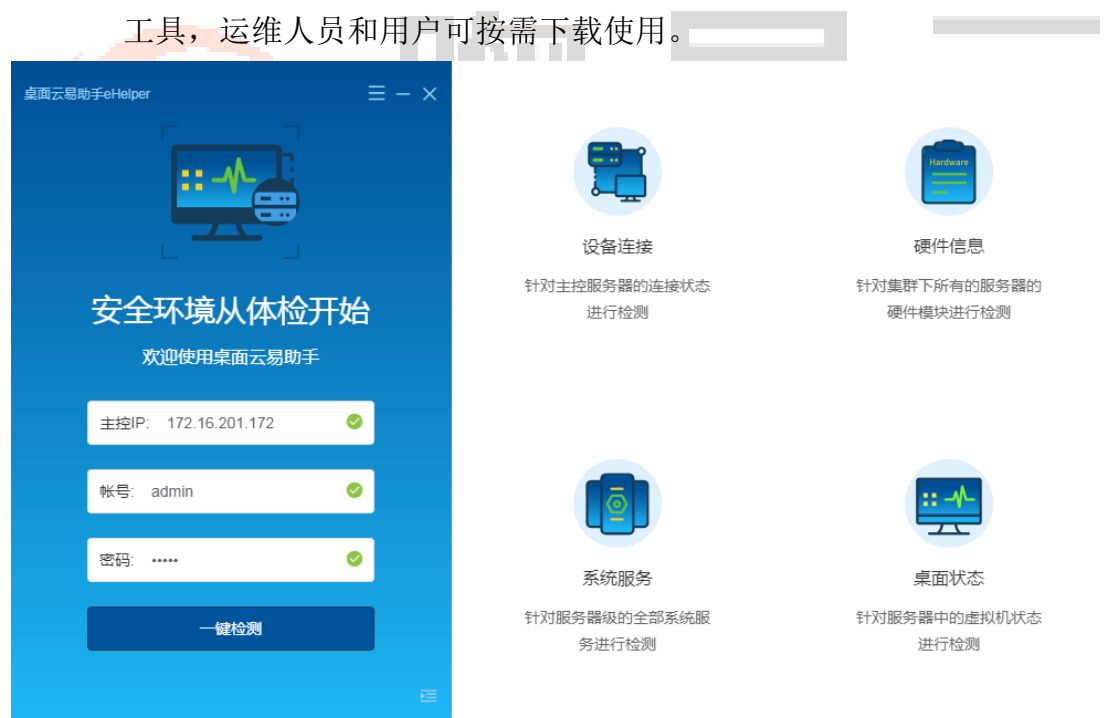 工具，运维人员和用户可按需下载使用。
桌面云易助手eHelper
安全环境从体检开始
欢迎使用桌面云易助手
主控IP: 172.16.201.172
帐号: admin
密码: •••••
一键检测
Hardware
设备连接
针对主控服务器的连接状态
进行检测
硬件信息
针对集群下所有的服务器的
硬件模块进行检测
系统服务
针对服务器级的全部系统服
务进行检测
桌面状态
针对服务器中的虚拟机状态
进行检测